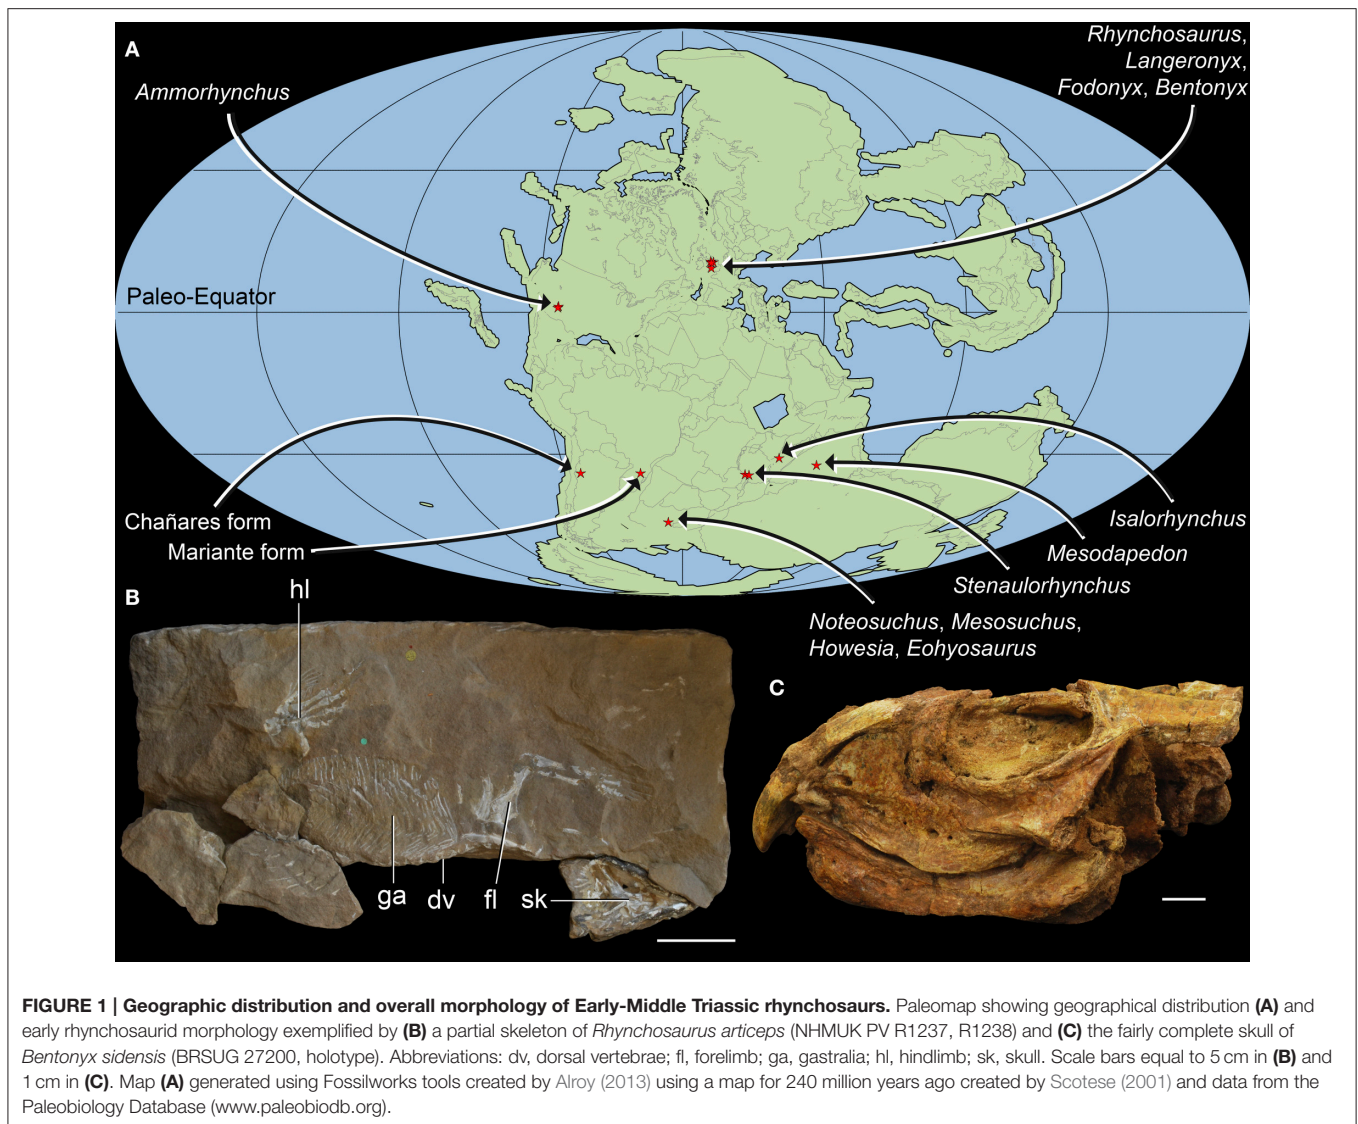 A
Rhynchosaurus,
Langeronyx,
Fodonyx, Bentonyx
Ammorhynchus
Paleo-Equator
Chañares form
Mariante form
Isalorhynchus
Mesodapedon
Stenaulorhynchus
Noteosuchus, Mesosuchus,
Howesia, Eohyosaurus
B
hl
ga
dv
fl
sk
C
FIGURE 1 | Geographic distribution and overall morphology of Early-Middle Triassic rhynchosaurs. Paleomap showing geographical distribution (A) and
early rhynchosaurid morphology exemplified by (B) a partial skeleton of Rhynchosaurus articeps (NHMUK PV R1237, R1238) and (C) the fairly complete skull of
Bentonyx sidensis (BRSUG 27200, holotype). Abbreviations: dv, dorsal vertebrae; fl, forelimb; ga, gastralia; hl, hindlimb; sk, skull. Scale bars equal to 5 cm in (B) and
1 cm in (C). Map (A) generated using Fossilworks tools created by Alroy (2013) using a map for 240 million years ago created by Scotese (2001) and data from the
Paleobiology Database (www.paleobiodb.org).